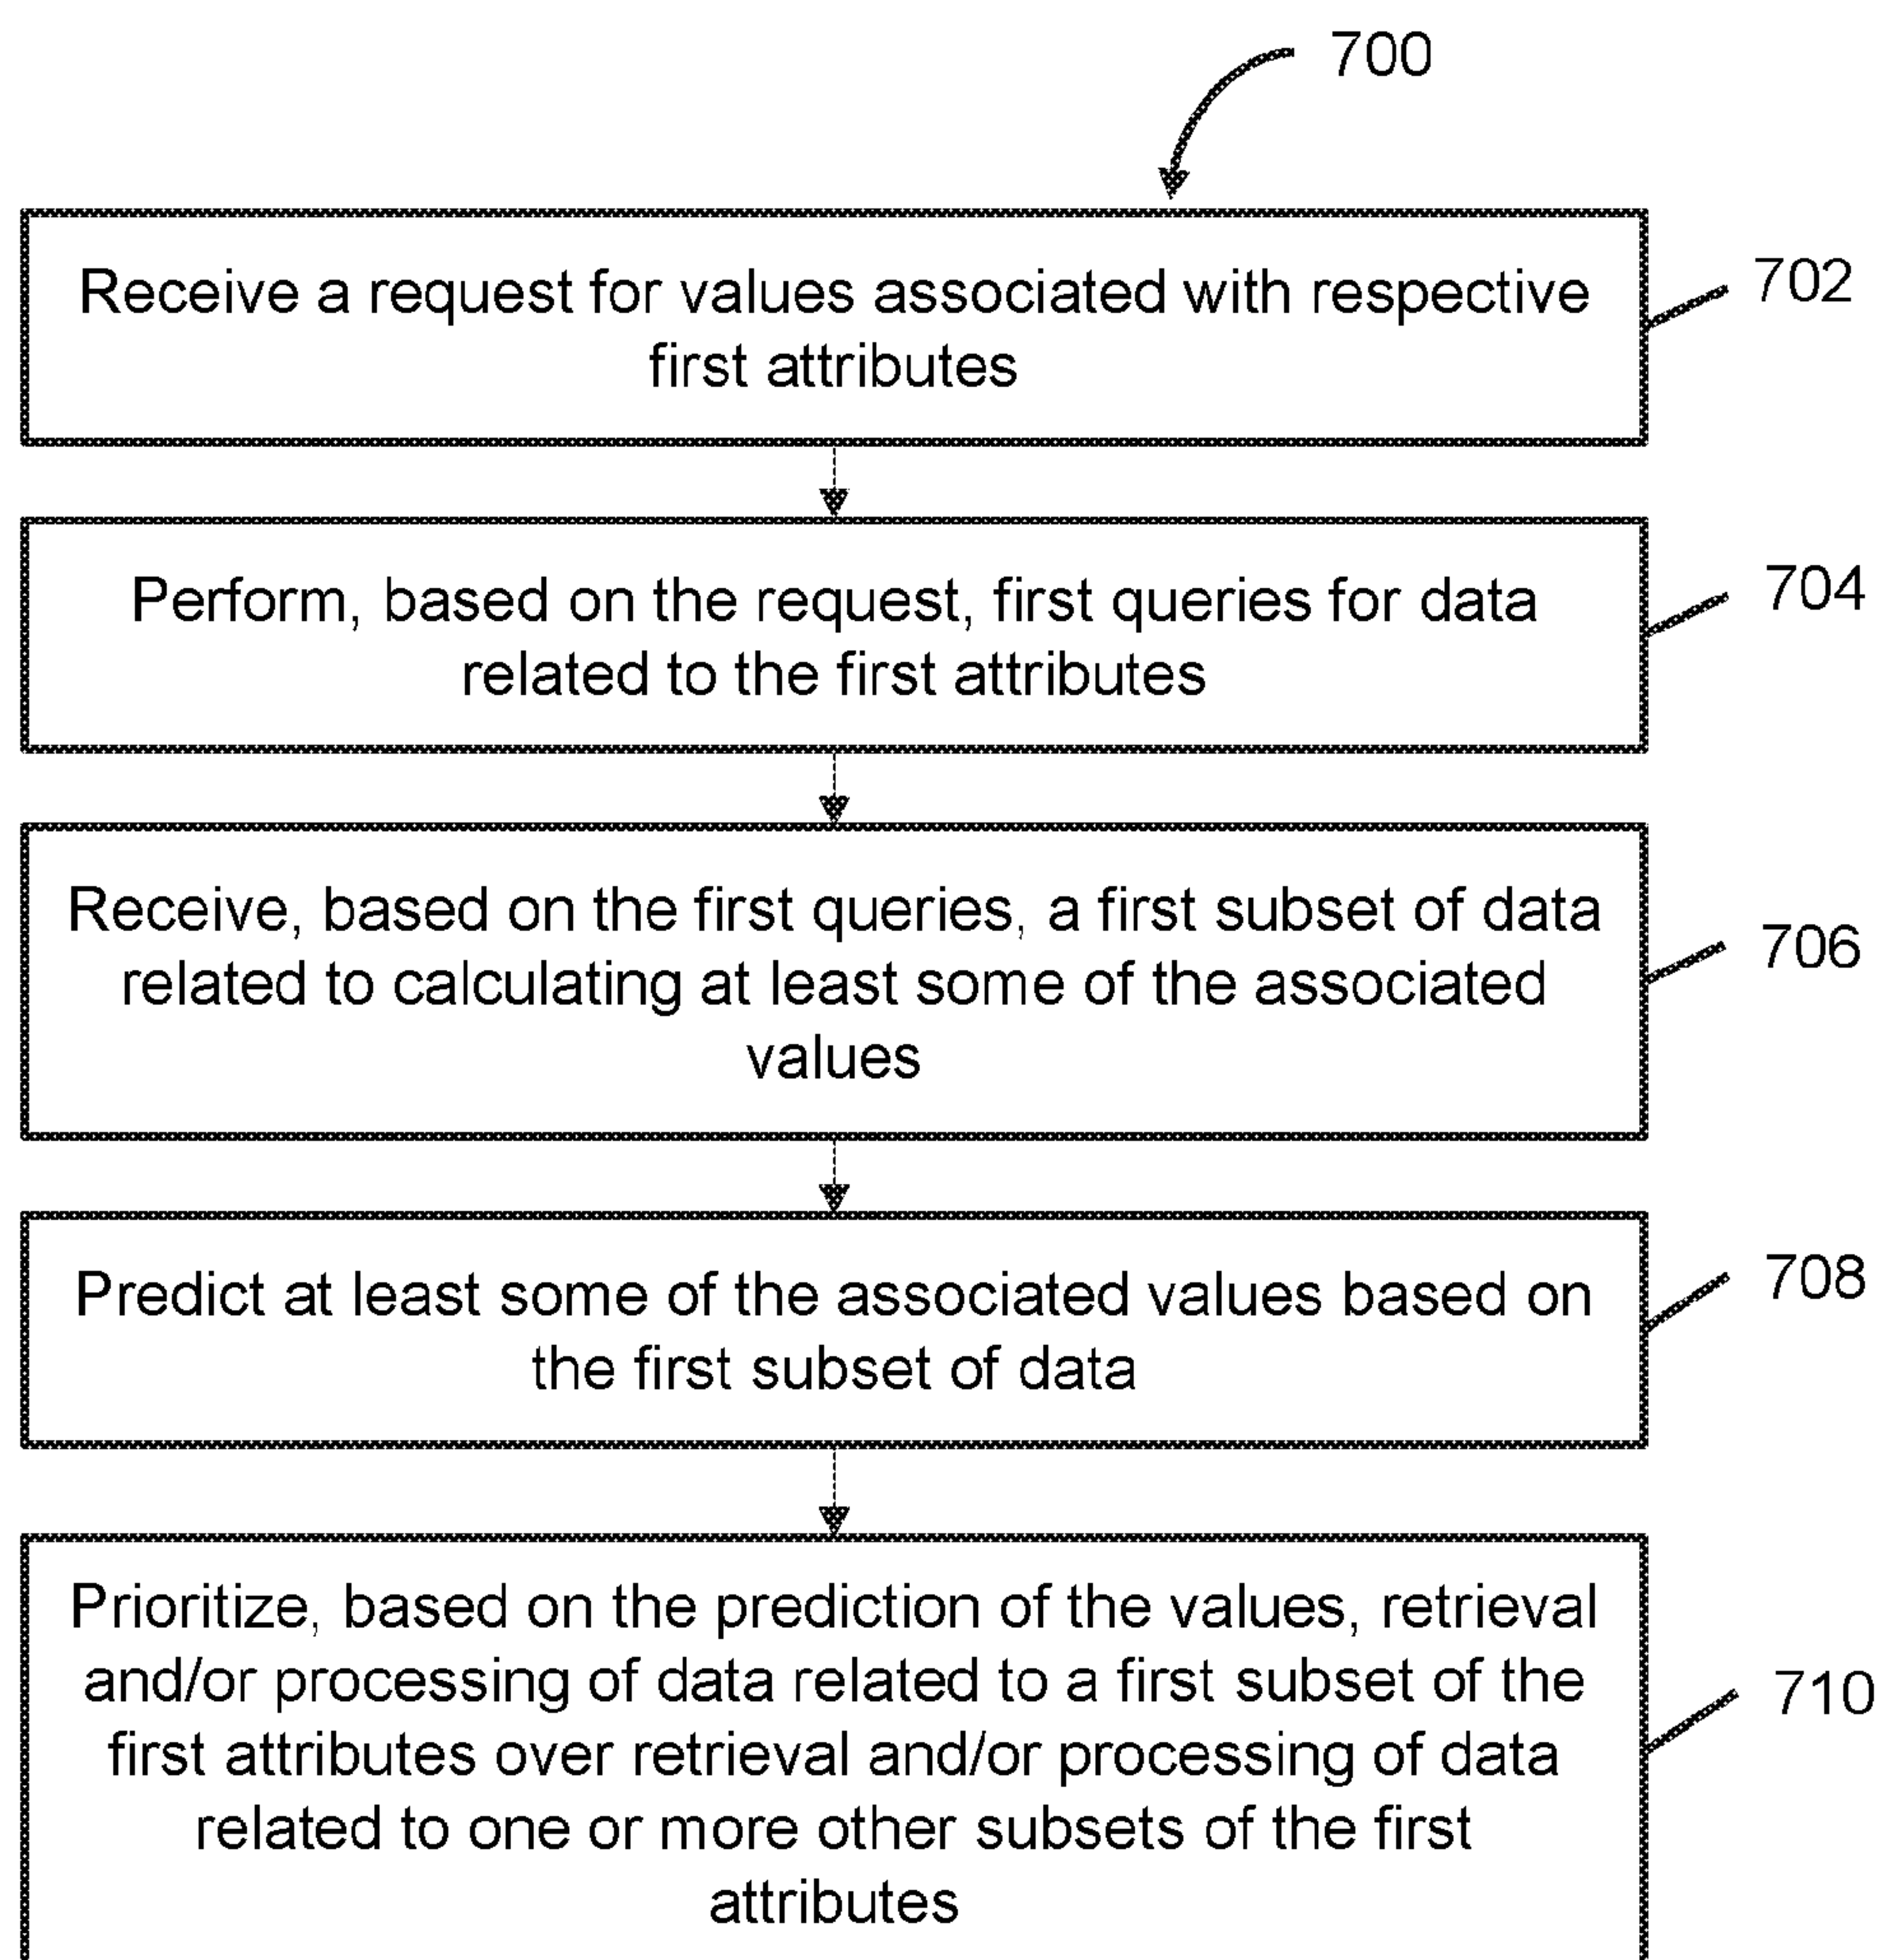 700
Receive a request for values associated with respective
first attributes
702
Perform, based on the request, first queries for data
related to the first attributes
704
Receive, based on the first queries, a first subset of data
related to calculating at least some of the associated
values
706
Predict at least some of the associated values based on
the first subset of data
708
Prioritize, based on the prediction of the values, retrieval
and/or processing of data related to a first subset of the
first attributes over retrieval and/or processing of data
related to one or more other subsets of the first
attributes
710